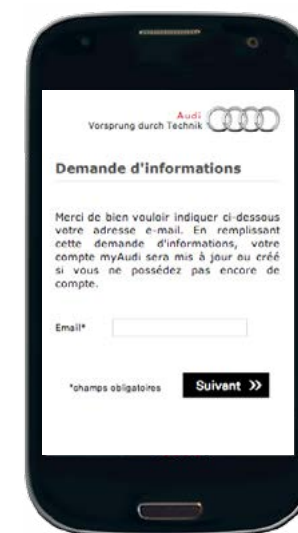 Audi
Vorsprung durch Technik
Demande d'informations
Merci de bien vouloir indiquer ci-dessous
votre adresse e-mail. En remplissant
cette demande d'informations, votre
compte myAudi sera mis à jour ou créé
si vous ne possédez pas encore de
compte.
Email*
*champs obligatoires
Suivant »